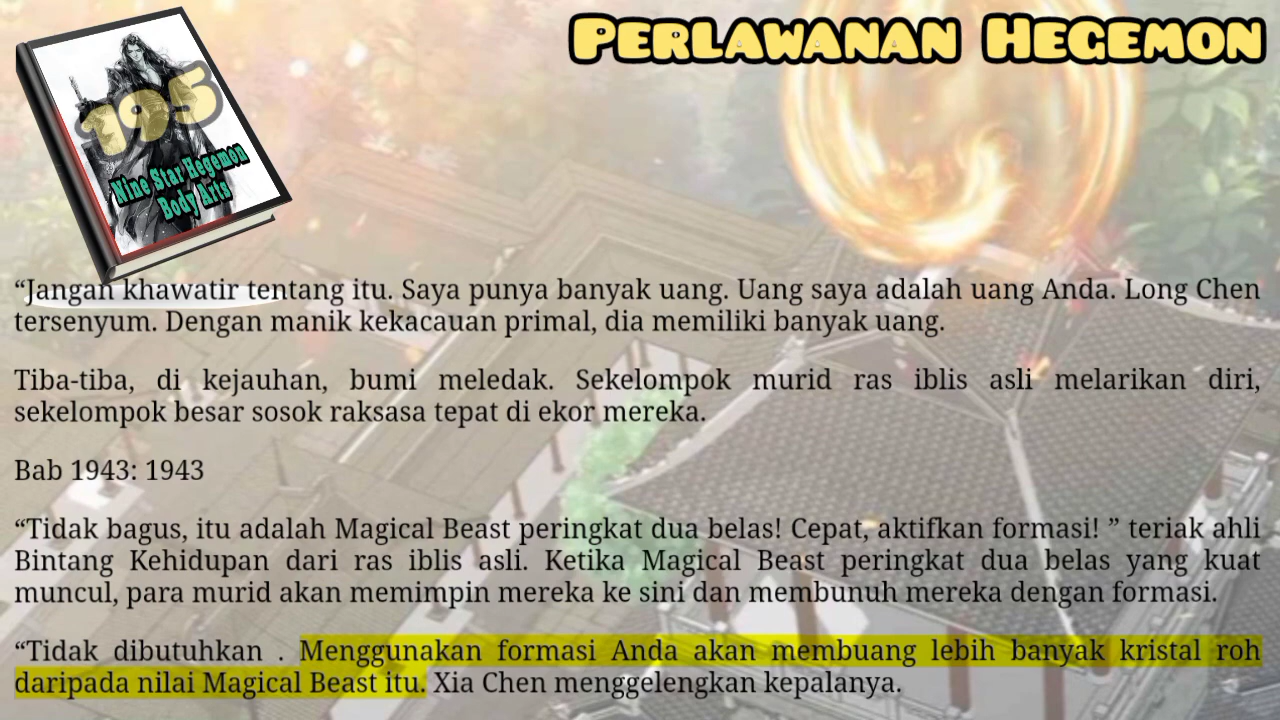 PERLAWANAN HEGEMON
195
Nine Star Hegemon
Body Arts
“Jangan khawatir tentang itu. Saya punya banyak uang. Uang saya adalah uang Anda. Long Chen
tersenyum. Dengan manik kekacauan primal, dia memiliki banyak uang.
Tiba-tiba, di kejauhan, bumi meledak. Sekelompok murid ras iblis asli melarikan diri,
sekelompok besar sosok raksasa tepat di ekor mereka.
Bab 1943: 1943
“Tidak bagus, itu adalah Magical Beast peringkat dua belas! Cepat, aktifkan formasi! ” teriak ahli
Bintang Kehidupan dari ras iblis asli. Ketika Magical Beast peringkat dua belas yang kuat
muncul, para murid akan memimpin mereka ke sini dan membunuh mereka dengan formasi.
“Tidak dibutuhkan . Menggunakan formasi Anda akan membuang lebih banyak kristal roh
daripada nilai Magical Beast itu. Xia Chen menggelengkan kepalanya.